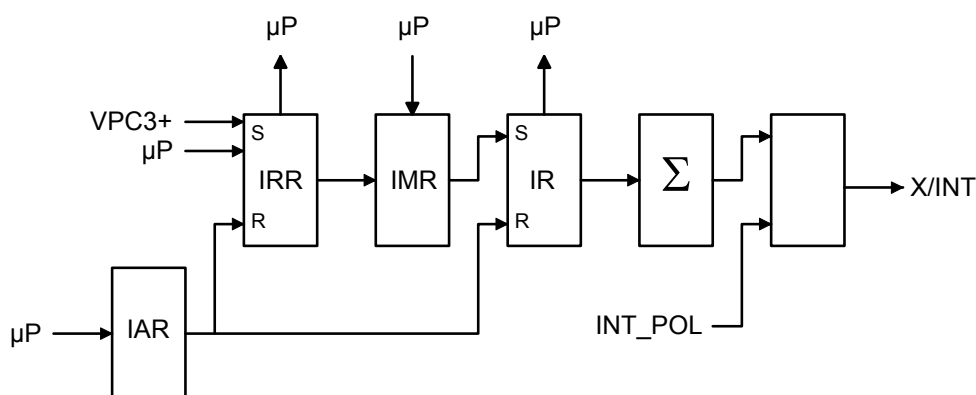 µP µP µP
VPC3+
µP
S
S
IRR IMR IR Σ X/INT
R R
IAR
µP
INT_POL